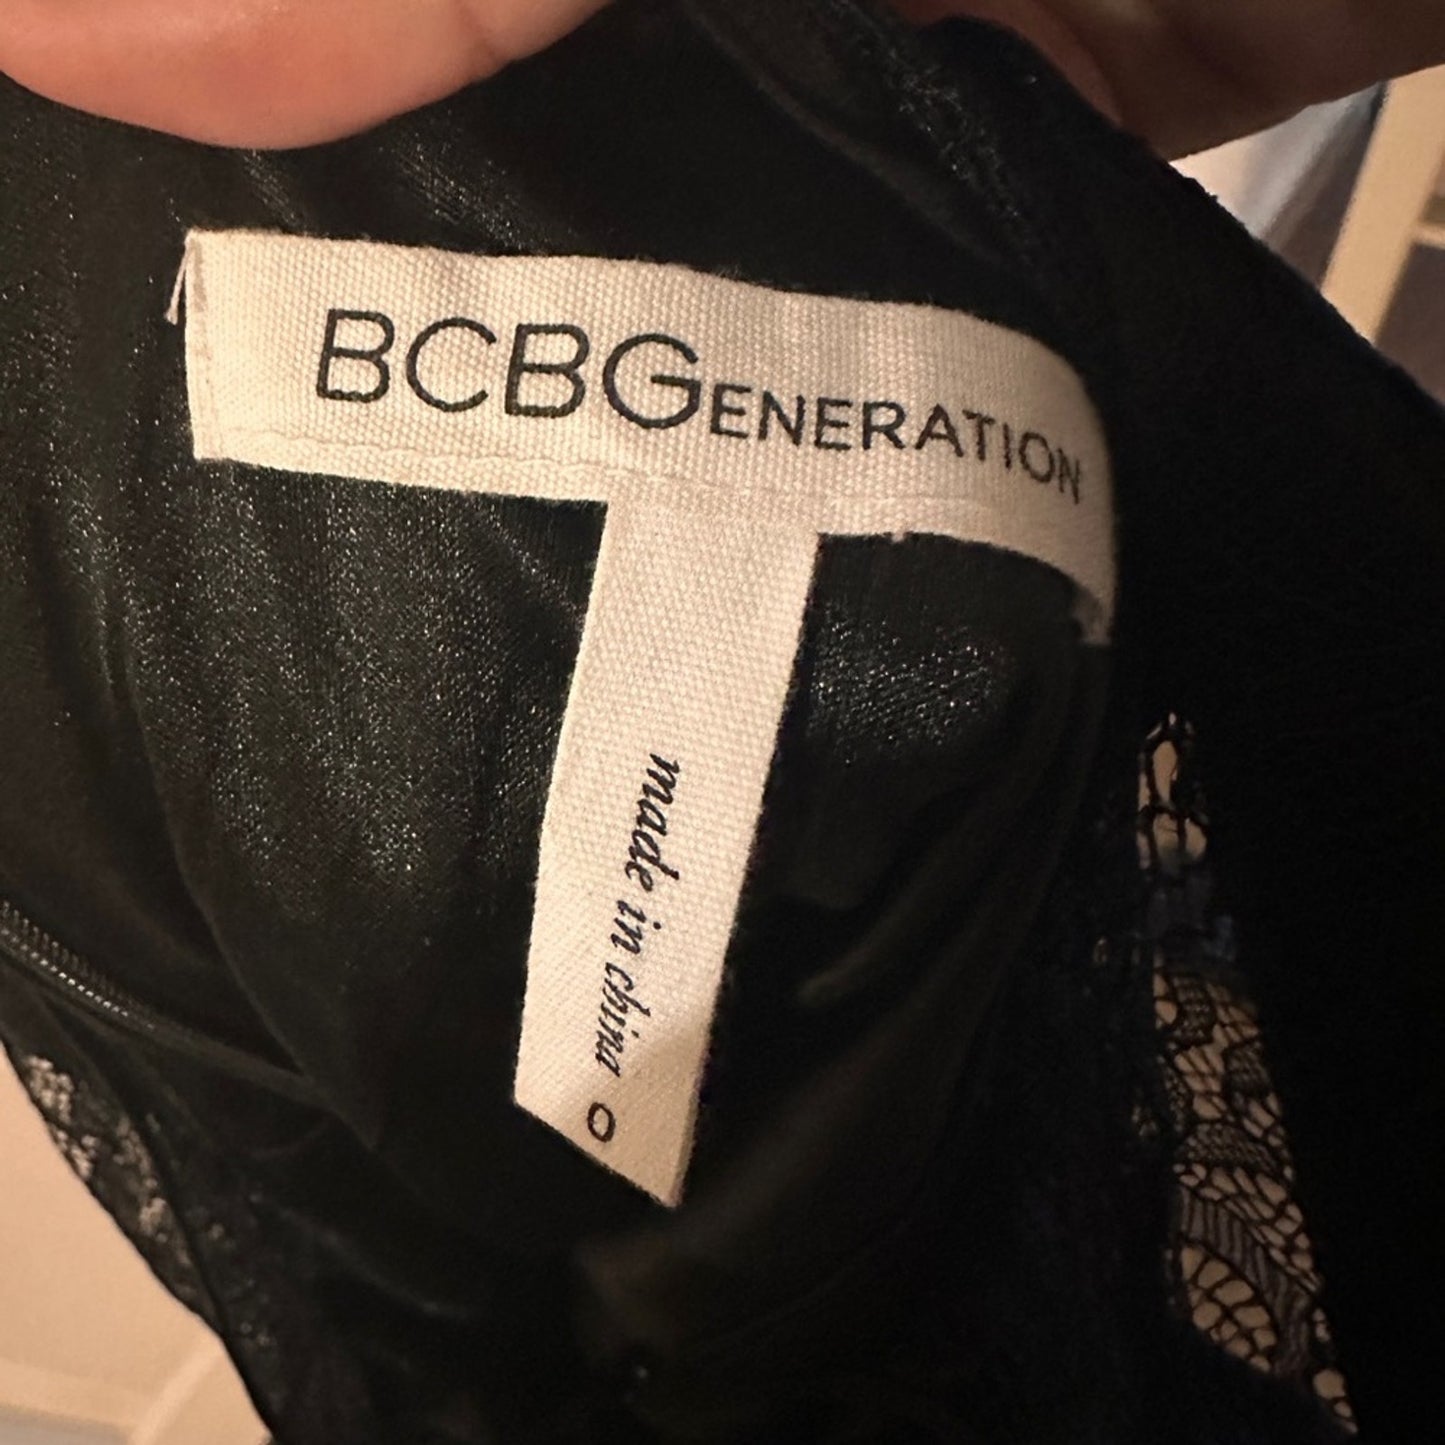 BCBGENERATION
made in china
0